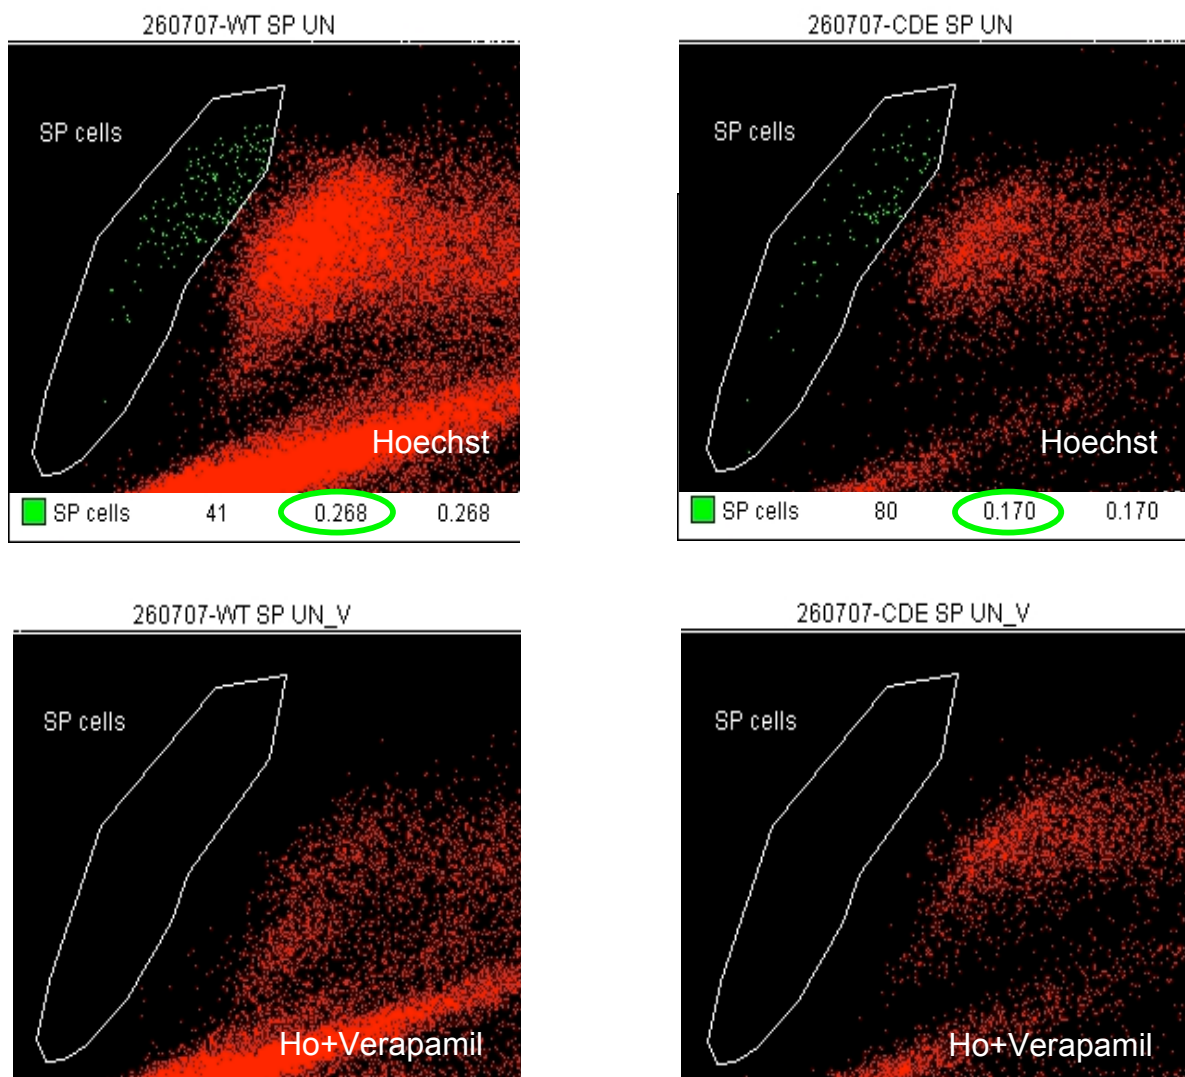 260707-WT SP UN
SP cells
Hoechst
SP cells 41 0.268 0.268
260707-CDE SP UN
SP cells
Hoechst
SP cells 80 0.170 0.170
260707-WT SP UN_V
SP cells
Ho+Verapamil
260707-CDE SP UN_V
SP cells
Ho+Verapamil